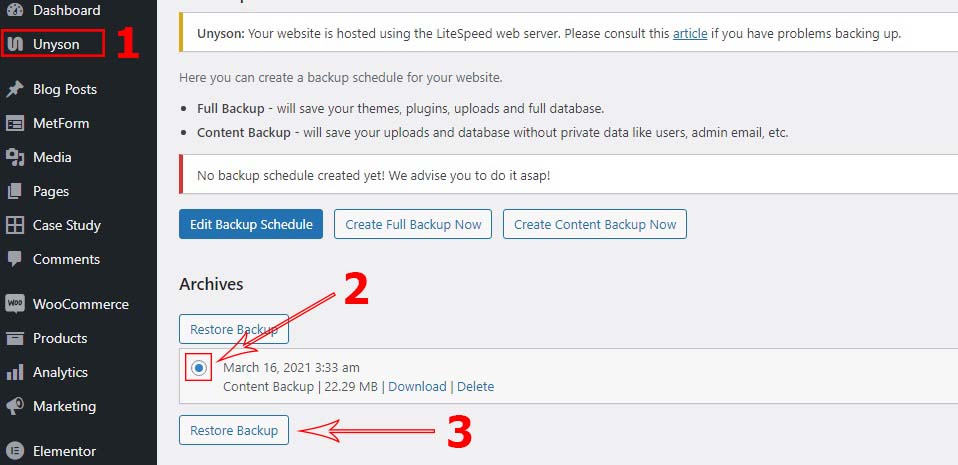 Dashboard
Unyson
1
Blog Posts
MetForm
Media
Pages
Case Study
Comments
WOO
WooCommerce
Products
Analytics
Marketing
Elementor
Unyson: Your website is hosted using the LiteSpeed web server. Please consult this article if you have problems backing up.
Here you can create a backup schedule for your website.
• Full Backup - will save your themes, plugins, uploads and full database.
• Content Backup - will save your uploads and database without private data like users, admin email, etc.
No backup schedule created yet! We advise you to do it asap!
Edit Backup Schedule Create Full Backup Now Create Content Backup Now
Archives
2
Restore Backup
March 16, 2021 3:33 am
Content Backup | 22.29 MB | Download | Delete
Restore Backup
3